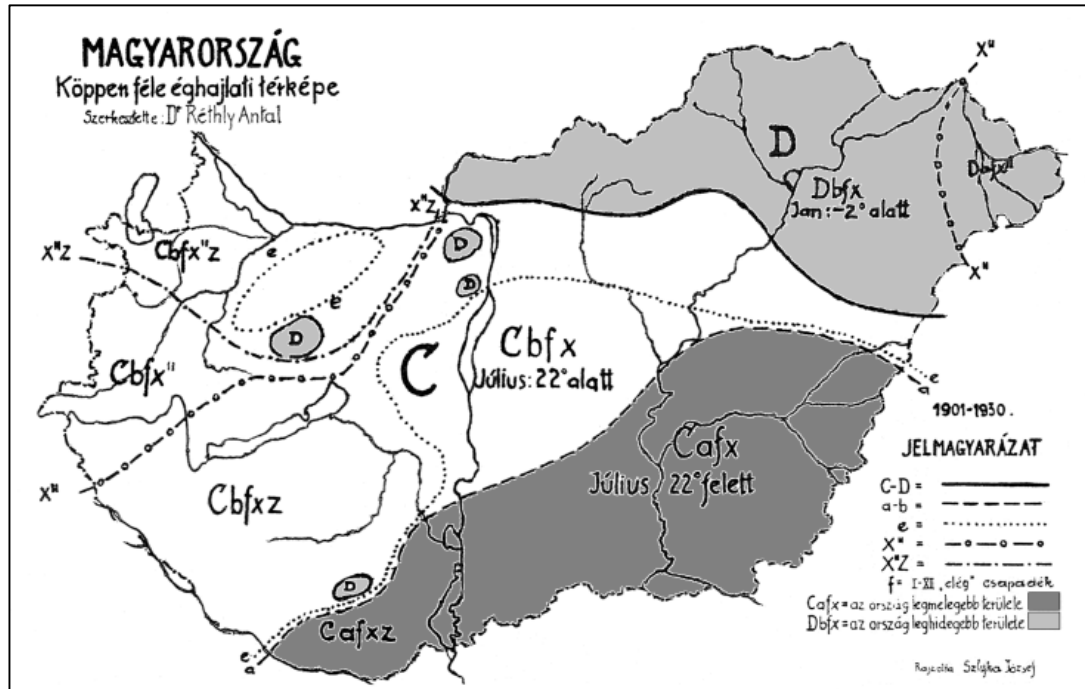 MAGYARORSZÁG
Köppen féle éghajlati térképe
Szerkesztette: Dr Réthly Antal
X"
D
Dbfx
Jan: -2° alatt
Dbfx"
X"
X"Z
X"Z
Cbfx"z
e
e
D
D
D
Cbfx"
C
Cbfx
Július: 22° alatt
e
a
X"
Cbfxz
Cafx
Július 22° felett
D
Cafxz
e
a
1901-1930.
JELMAGYARÁZAT
C-D =
a-b =
e =
X" =
X"Z =
f = I-XII „elég" csapadék
Cafx = az ország legmelegebb területe
Dbfx = az ország leghidegebb területe
Rajzolta József